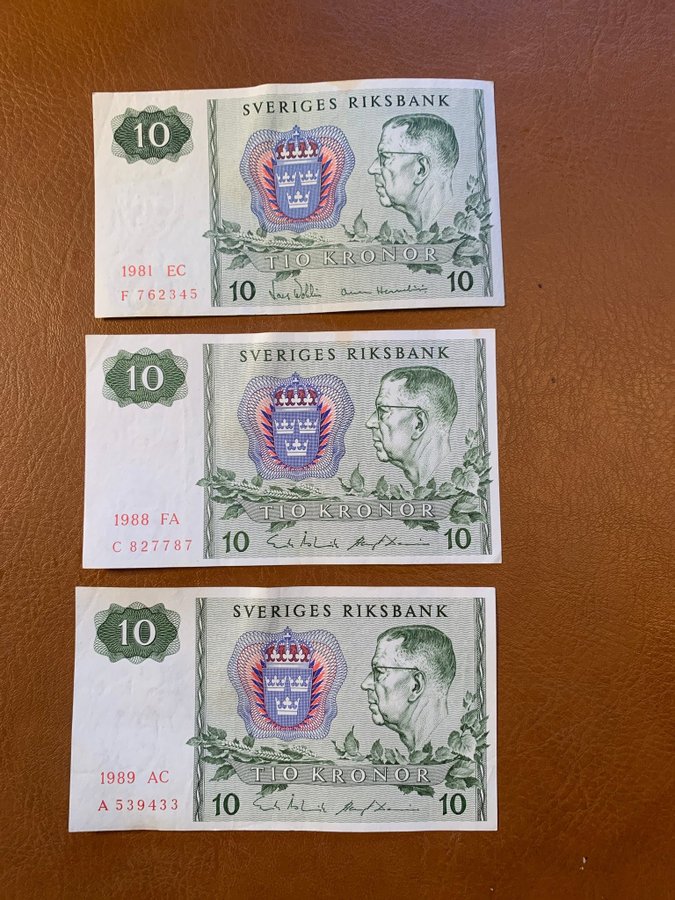 SVERIGES RIKSBANK
10
TIO KRONOR
1981 EC
F 762345
10
10
SVERIGES RIKSBANK
10
TIO KRONOR
1988 FA
C 827787
10
10
SVERIGES RIKSBANK
10
TIO KRONOR
1989 AC
A 539433
10
10